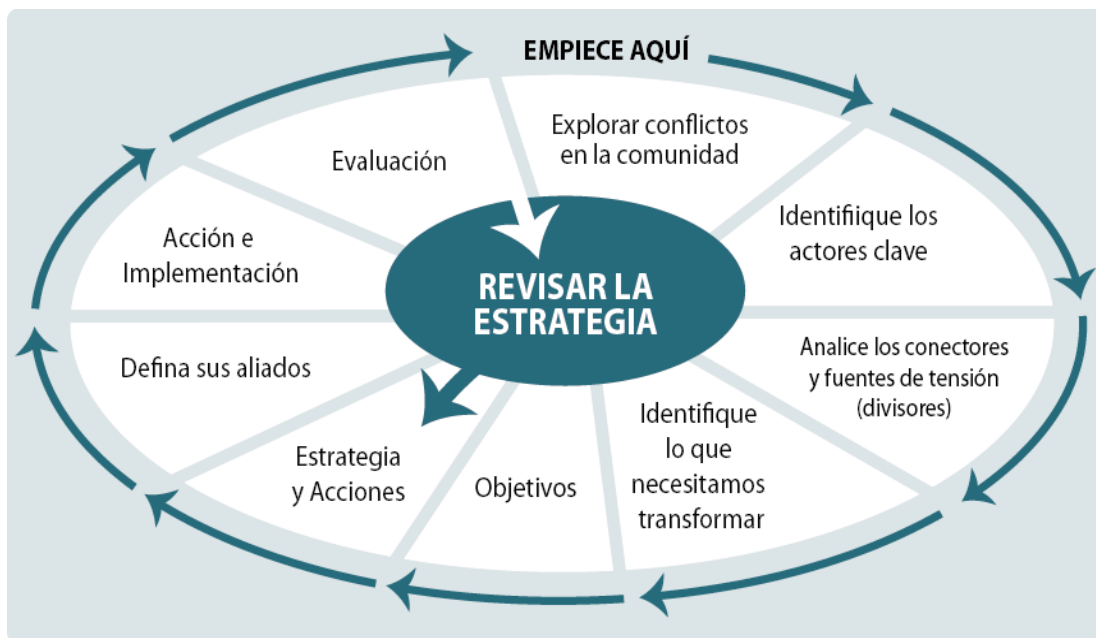 EMPIECE AQUÍ
Explorar conflictos
en la comunidad
Identifiique los
actores clave
Analice los conectores
y fuentes de tensión
(divisores)
Identifique
lo que
necesitamos
transformar
Objetivos
Estrategia
y Acciones
Defina sus aliados
Acción e
Implementación
Evaluación
REVISAR LA
ESTRATEGIA